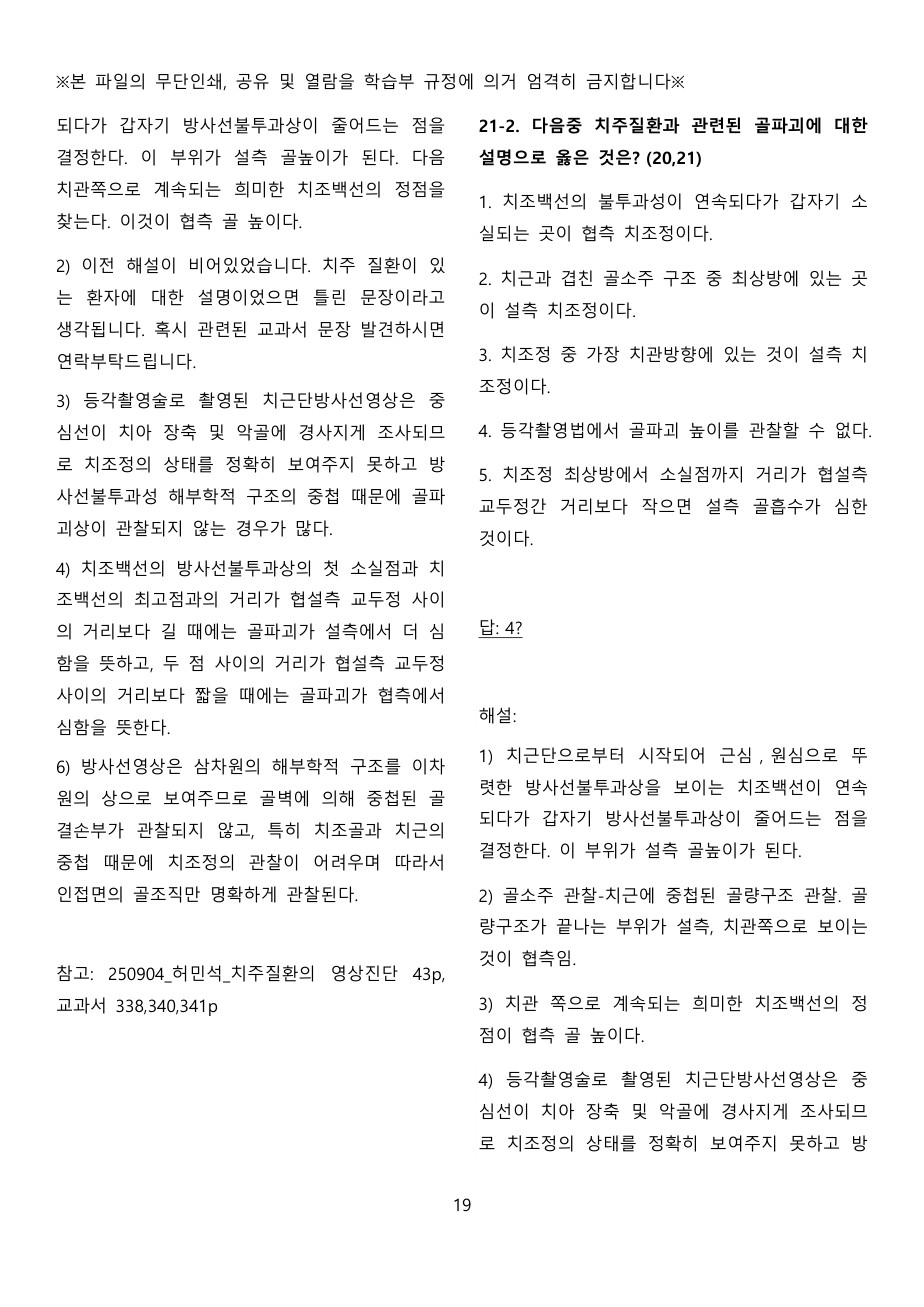 ※본 파일의 무단인쇄, 공유 및 열람을 학습부 규정에 의거 엄격히 금지합니다※
되다가 갑자기 방사선불투과상이 줄어드는 점을
결정한다. 이 부위가 설측 골높이가 된다. 다음
치관쪽으로 계속되는 희미한 치조백선의 정점을
찾는다. 이것이 협측 골 높이다.
2) 이전 해설이 비어있었습니다. 치주 질환이 있
는 환자에 대한 설명이었으면 틀린 문장이라고
생각됩니다. 혹시 관련된 교과서 문장 발견하시면
연락부탁드립니다.
3) 등각촬영술로 촬영된 치근단방사선영상은 중
심선이 치아 장축 및 악골에 경사지게 조사되므
로 치조정의 상태를 정확히 보여주지 못하고 방
사선불투과성 해부학적 구조의 중첩 때문에 골파
괴상이 관찰되지 않는 경우가 많다.
4) 치조백선의 방사선불투과상의 첫 소실점과 치
조백선의 최고점과의 거리가 협설측 교두정 사이
의 거리보다 길 때에는 골파괴가 설측에서 더 심
함을 뜻하고, 두 점 사이의 거리가 협설측 교두정
사이의 거리보다 짧을 때에는 골파괴가 협측에서
심함을 뜻한다.
6) 방사선영상은 삼차원의 해부학적 구조를 이차
원의 상으로 보여주므로 골벽에 의해 중첩된 골
결손부가 관찰되지 않고, 특히 치조골과 치근의
중첩 때문에 치조정의 관찰이 어려우며 따라서
인접면의 골조직만 명확하게 관찰된다.
참고: 250904_허민석_치주질환의 영상진단 43p,
교과서 338,340,341p
21-2. 다음중 치주질환과 관련된 골파괴에 대한
설명으로 옳은 것은? (20,21)
1. 치조백선의 불투과성이 연속되다가 갑자기 소
실되는 곳이 협측 치조정이다.
2. 치근과 겹친 골소주 구조 중 최상방에 있는 곳
이 설측 치조정이다.
3. 치조정 중 가장 치관방향에 있는 것이 설측 치
조정이다.
4. 등각촬영법에서 골파괴 높이를 관찰할 수 없다.
5. 치조정 최상방에서 소실점까지 거리가 협설측
교두정간 거리보다 작으면 설측 골흡수가 심한
것이다.
답: 4?
해설:
1) 치근단으로부터 시작되어 근심 , 원심으로 뚜
렷한 방사선불투과상을 보이는 치조백선이 연속
되다가 갑자기 방사선불투과상이 줄어드는 점을
결정한다. 이 부위가 설측 골높이가 된다.
2) 골소주 관찰-치근에 중첩된 골량구조 관찰. 골
량구조가 끝나는 부위가 설측, 치관쪽으로 보이는
것이 협측임.
3) 치관 쪽으로 계속되는 희미한 치조백선의 정
점이 협측 골 높이다.
4) 등각촬영술로 촬영된 치근단방사선영상은 중
심선이 치아 장축 및 악골에 경사지게 조사되므
로 치조정의 상태를 정확히 보여주지 못하고 방
19